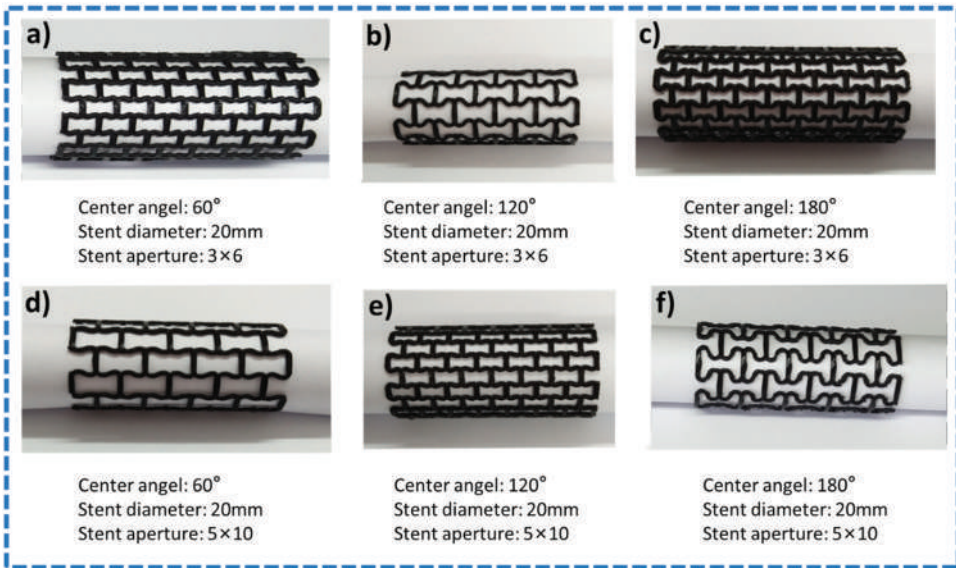 a)
b)
c)
Center angel: 60°
Stent diameter: 20mm
Stent aperture: 3×6
Center angel: 120°
Stent diameter: 20mm
Stent aperture: 3×6
Center angel: 180°
Stent diameter: 20mm
Stent aperture: 3×6
d)
e)
f)
Center angel: 60°
Stent diameter: 20mm
Stent aperture: 5×10
Center angel: 120°
Stent diameter: 20mm
Stent aperture: 5×10
Center angel: 180°
Stent diameter: 20mm
Stent aperture: 5×10